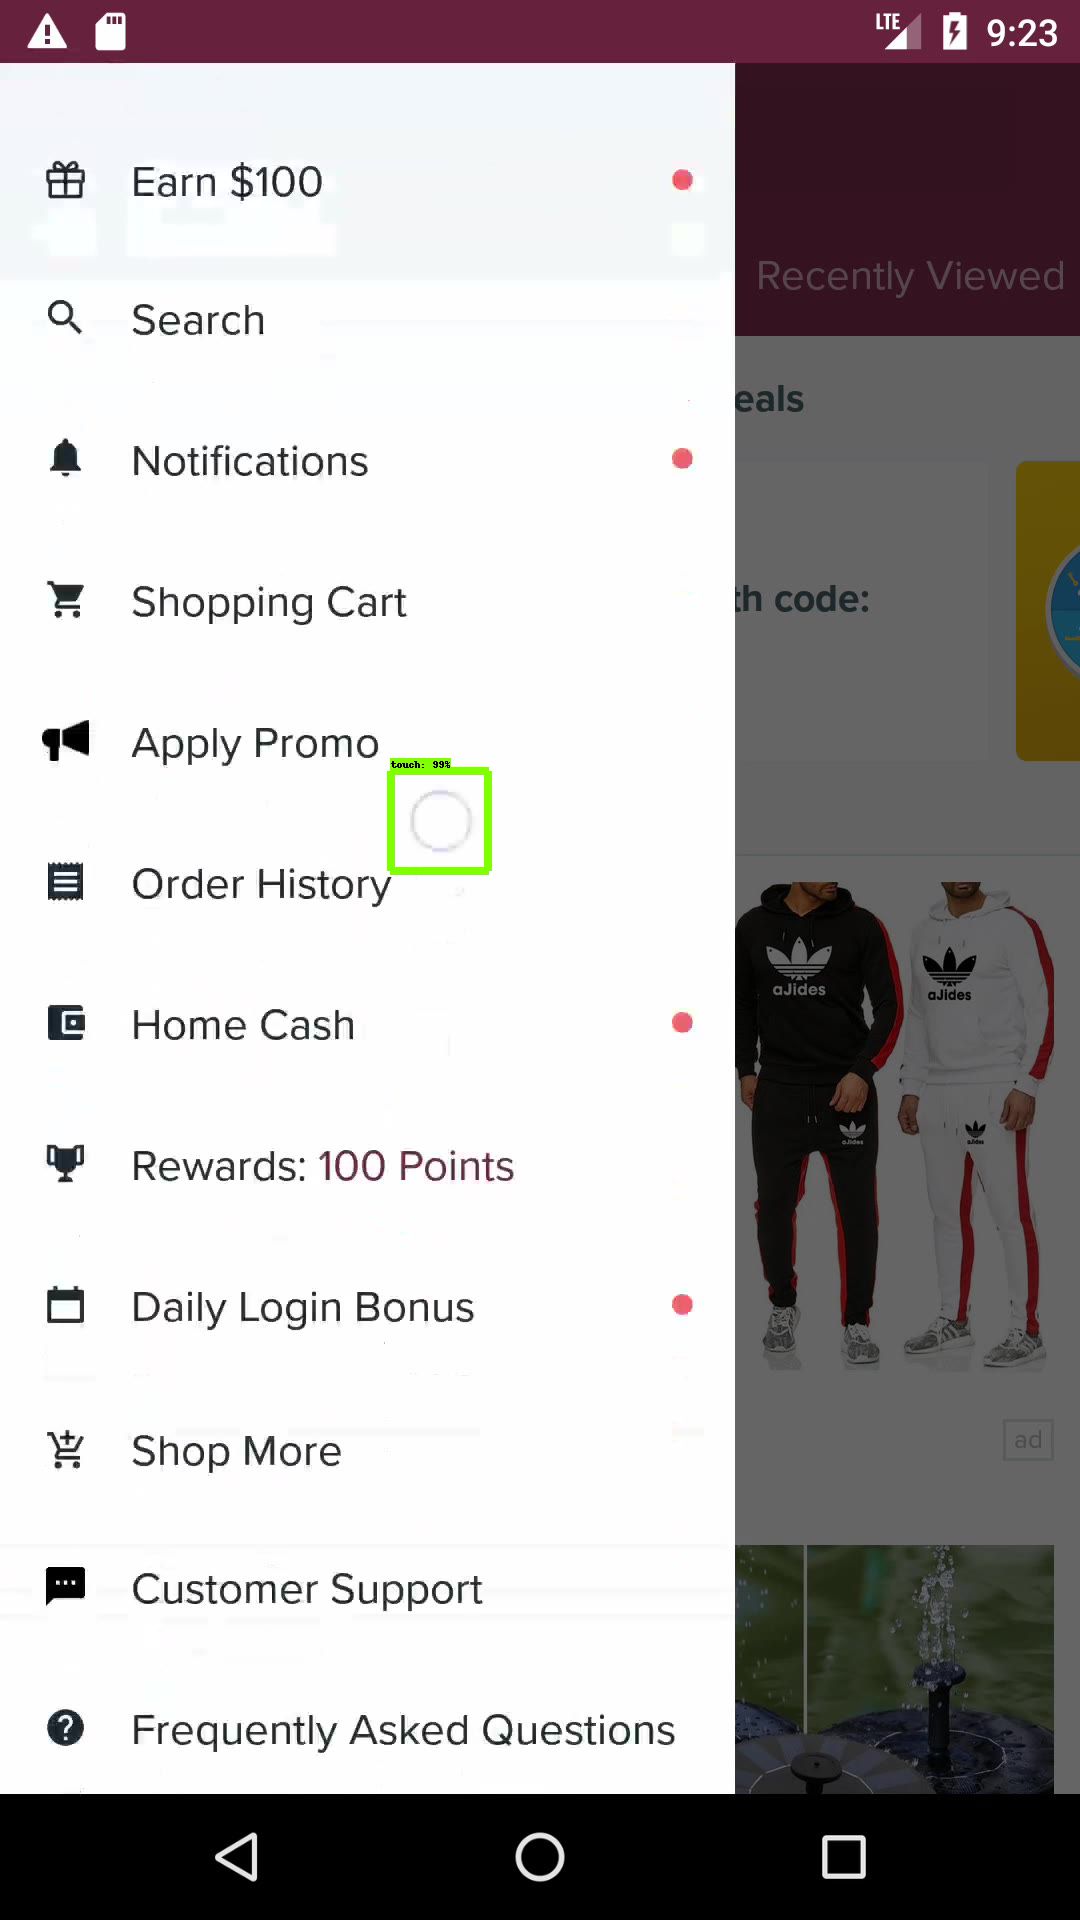 LTE 9:23
Earn $100
Recently Viewed
Search
eals
Notifications
th code:
Shopping Cart
Apply Promo
touch: 99%
Order History
aJides
aJides
Home Cash
aJides
aJides
Rewards: 100 Points
Daily Login Bonus
Shop More
ad
Customer Support
Frequently Asked Questions